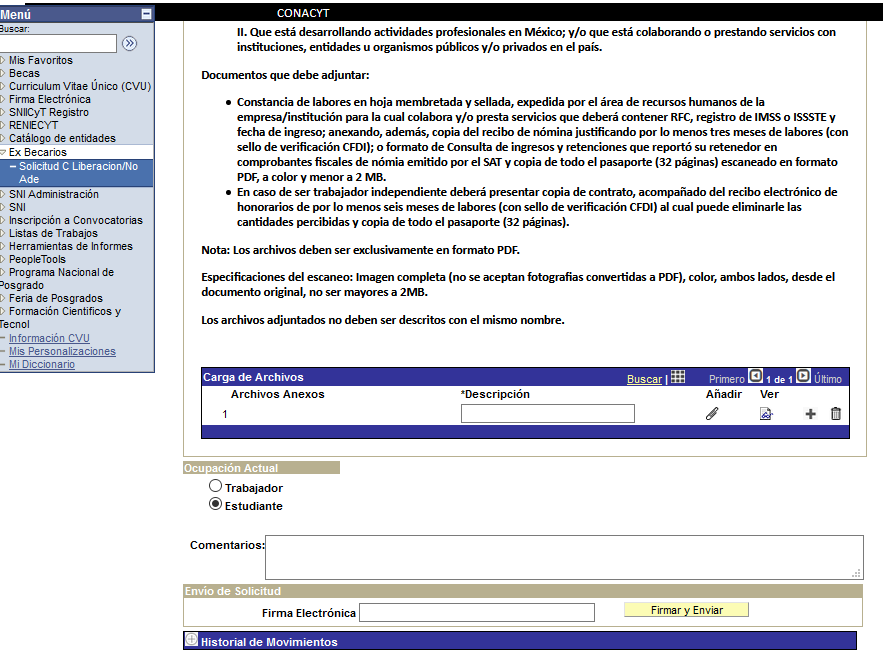 CONACYT
Menú
Buscar:
Mis Favoritos
Becas
Curriculum Vitae Único (CVU)
Firma Electrónica
SNIICyT Registro
RENIECYT
Catálogo de entidades
Ex Becarios
Solicitud C Liberacion/No
Ade
SNI Administración
SNI
Inscripción a Convocatorias
Listas de Trabajos
Herramientas de Informes
PeopleTools
Programa Nacional de
Posgrado
Feria de Posgrados
Formación Cientificos y
Tecnol
Información CVU
Mis Personalizaciones
Mi Diccionario
II. Que está desarrollando actividades profesionales en México; y/o que está colaborando o prestando servicios con
instituciones, entidades u organismos públicos y/o privados en el país.
Documentos que debe adjuntar:
• Constancia de labores en hoja membretada y sellada, expedida por el área de recursos humanos de la
empresa/institución para la cual colabora y/o presta servicios que deberá contener RFC, registro de IMSS o ISSSTE y
fecha de ingreso; anexando, además, copia del recibo de nómina justificando por lo menos tres meses de labores (con
sello de verificación CFDI); o formato de Consulta de ingresos y retenciones que reportó su retenedor en
comprobantes fiscales de nómia emitido por el SAT y copia de todo el pasaporte (32 páginas) escaneado en formato
PDF, a color y menor a 2 MB.
• En caso de ser trabajador independiente deberá presentar copia de contrato, acompañado del recibo electrónico de
honorarios de por lo menos seis meses de labores (con sello de verificación CFDI) al cual puede eliminarle las
cantidades percibidas y copia de todo el pasaporte (32 páginas).
Nota: Los archivos deben ser exclusivamente en formato PDF.
Especificaciones del escaneo: Imagen completa (no se aceptan fotografias convertidas a PDF), color, ambos lados, desde el
documento original, no ser mayores a 2MB.
Los archivos adjuntados no deben ser descritos con el mismo nombre.
Carga de Archivos Buscar | Primero 1 de 1 Último
Archivos Anexos *Descripción Añadir Ver
1
Ocupación Actual
Trabajador
Estudiante
Comentarios:
Envío de Solicitud
Firma Electrónica Firmar y Enviar
Historial de Movimientos